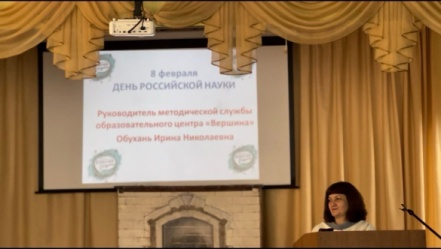 8 февраля
ДЕНЬ РОССИЙСКОЙ НАУКИ
Руководитель методической службы
образовательного центра «Вершина»
Обухань Ирина Николаевна